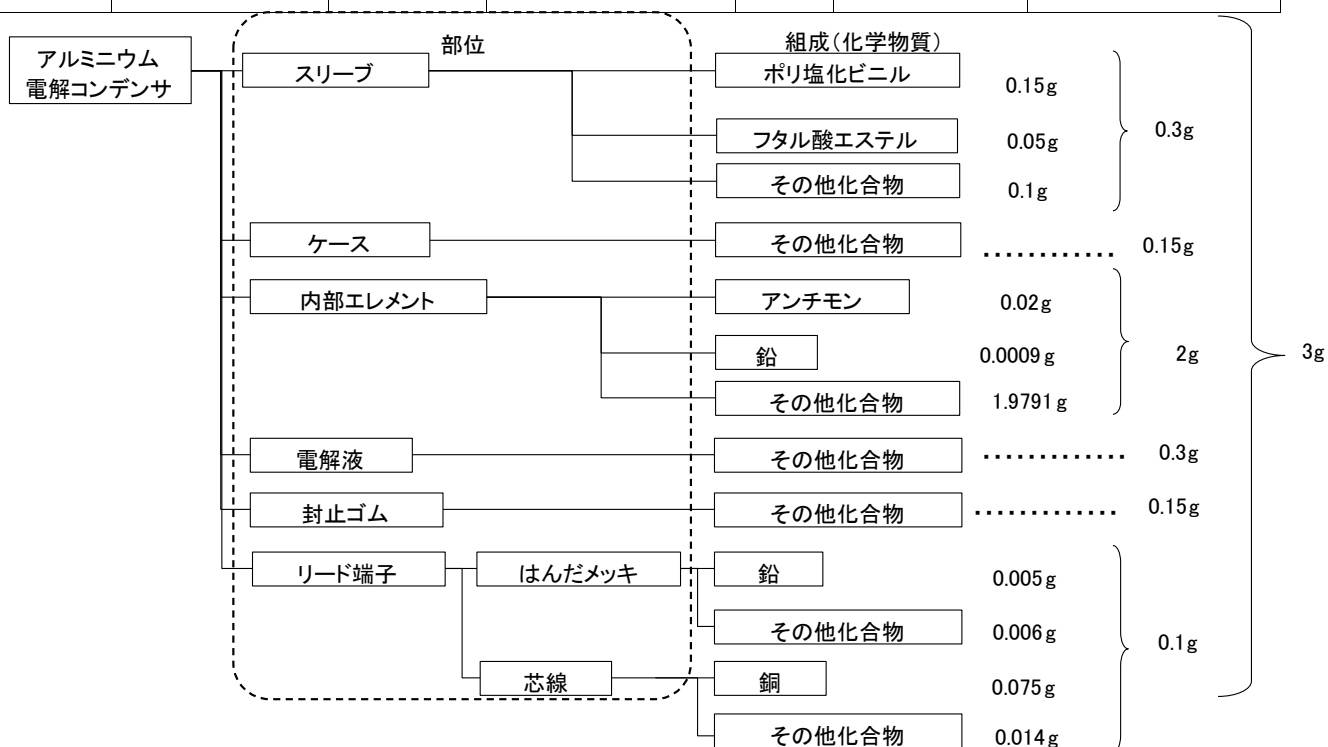 部位
組成(化学物質)
アルミニウム
電解コンデンサ
スリーブ
ポリ塩化ビニル
0.15g
フタル酸エステル
0.05g
0.3g
その他化合物
0.1g
ケース
その他化合物
............
0.15g
内部エレメント
アンチモン
0.02g
鉛
0.0009g
2g
3g
その他化合物
1.9791g
電解液
その他化合物
.............
0.3g
封止ゴム
その他化合物
.............
0.15g
リード端子
はんだメッキ
鉛
0.005g
その他化合物
0.006g
0.1g
芯線
銅
0.075g
その他化合物
0.014g